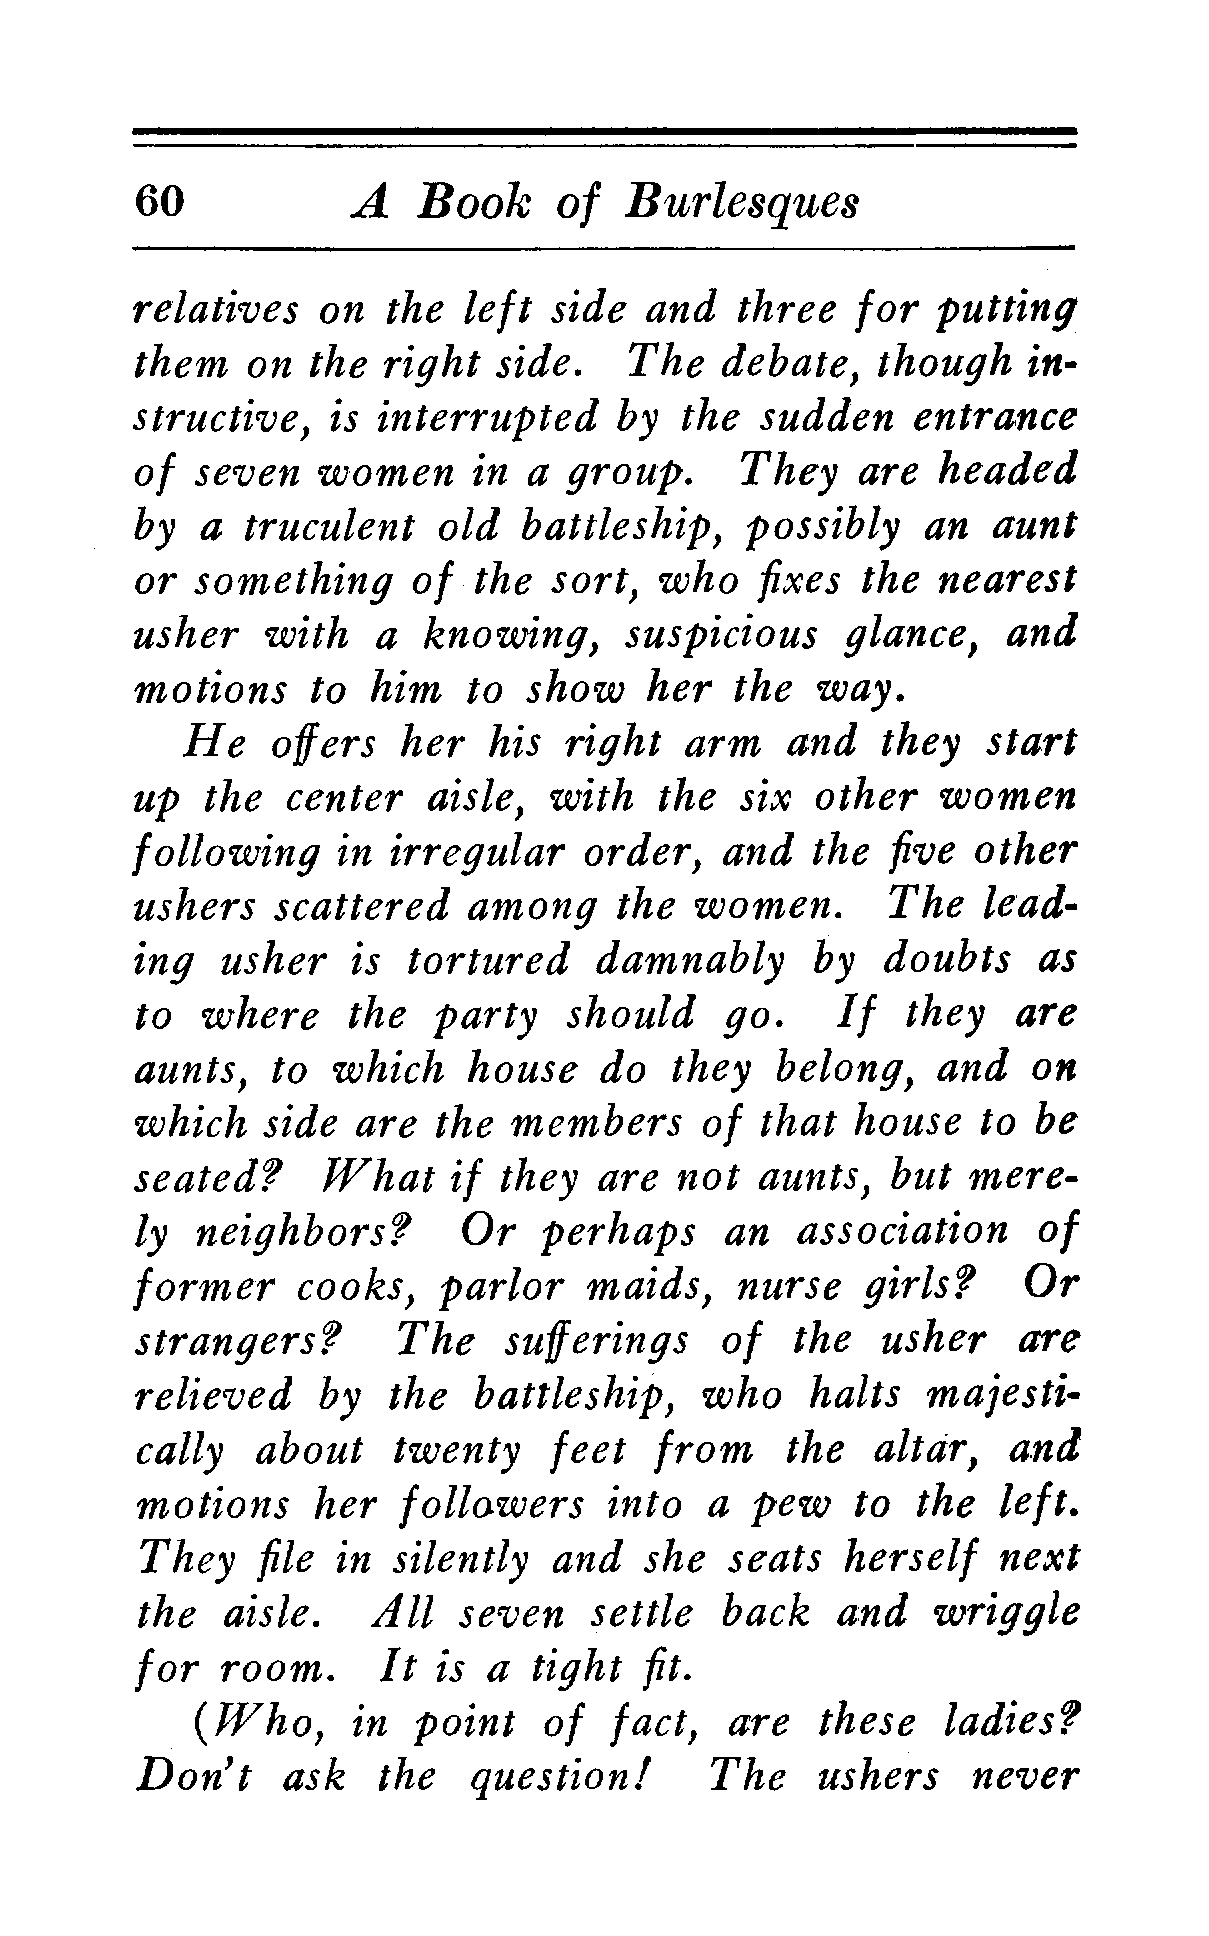 60 A Book of Burlesques
relatives on the left side and three for putting
them on the right side. The debate, though in-
structive, is interrupted by the sudden entrance
of seven women in a group. They are headed
by a truculent old battleship, possibly an aunt
or something of the sort, who fixes the nearest
usher with a knowing, suspicious glance, and
motions to him to show her the way.
He offers her his right arm and they start
up the center aisle, with the six other women
following in irregular order, and the five other
ushers scattered among the women. The lead-
ing usher is tortured damnably by doubts as
to where the party should go. If they are
aunts, to which house do they belong, and on
which side are the members of that house to be
seated? What if they are not aunts, but mere-
ly neighbors? Or perhaps an association of
former cooks, parlor maids, nurse girls? Or
strangers? The sufferings of the usher are
relieved by the battleship, who halts majesti-
cally about twenty feet from the altar, and
motions her followers into a pew to the left.
They file in silently and she seats herself next
the aisle. All seven settle back and wriggle
for room. It is a tight fit.
(Who, in point of fact, are these ladies?
Don't ask the question! The ushers never